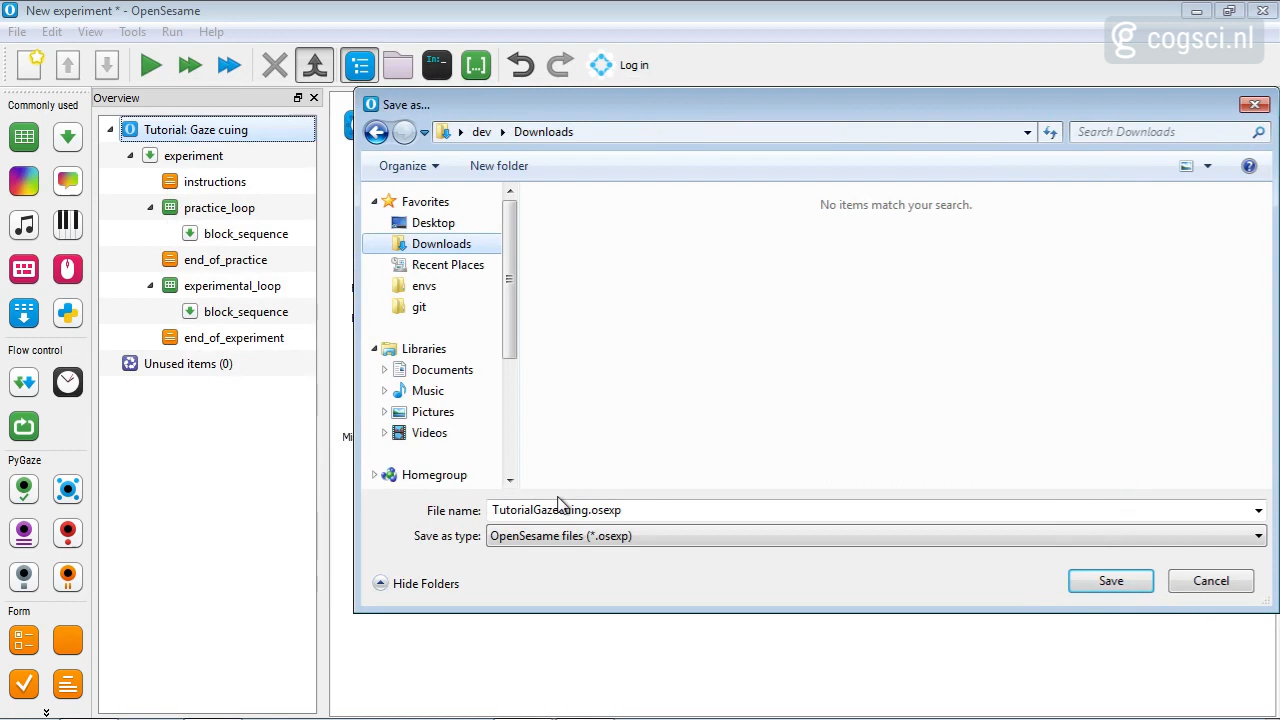 New experiment * - OpenSesame
File Edit View Tools Run Help
cogsci.nl
In:_
[...]
Log in
Commonly used
Overview
Tutorial: Gaze cuing
experiment
instructions
practice_loop
block_sequence
end_of_practice
experimental_loop
block_sequence
end_of_experiment
Unused items (0)
Flow control
PyGaze
Form
Mi
Save as...
dev Downloads
Search Downloads
Organize New folder
Favorites
Desktop
Downloads
Recent Places
envs
git
Libraries
Documents
Music
Pictures
Videos
Homegroup
No items match your search.
File name: TutorialGazeCuing.osexp
Save as type: OpenSesame files (*.osexp)
Hide Folders
Save Cancel